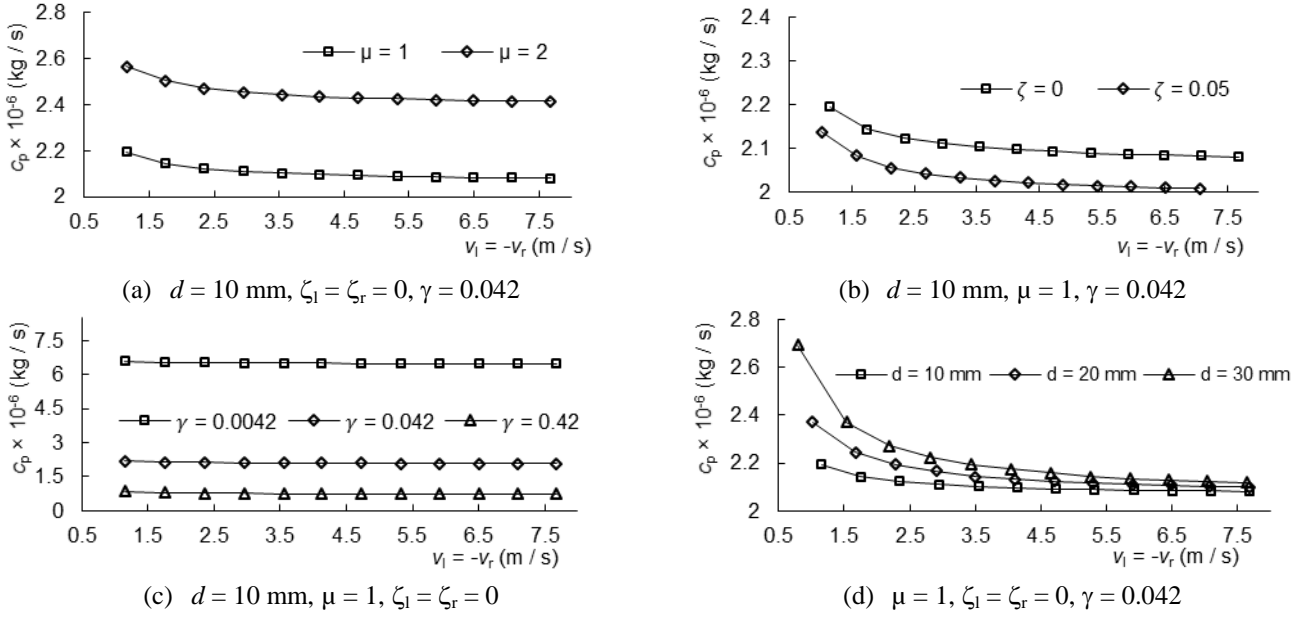 2.8
2.6
2.4
2.2
2
c_p × 10^-6 (kg / s)
μ = 1 μ = 2
0.5 1.5 2.5 3.5 4.5 5.5 6.5 7.5
v_l = -v_r (m / s)
(a) d = 10 mm, ζ_l = ζ_r = 0, γ = 0.042
2.4
2.3
2.2
2.1
2
c_p × 10^-6 (kg / s)
ζ = 0 ζ = 0.05
0.5 1.5 2.5 3.5 4.5 5.5 6.5 7.5
v_l = -v_r (m / s)
(b) d = 10 mm, μ = 1, γ = 0.042
7.5
6
4.5
3
1.5
0
c_p × 10^-6 (kg / s)
γ = 0.0042 γ = 0.042 γ = 0.42
0.5 1.5 2.5 3.5 4.5 5.5 6.5 7.5
v_l = -v_r (m / s)
(c) d = 10 mm, μ = 1, ζ_l = ζ_r = 0
2.8
2.6
2.4
2.2
2
c_p × 10^-6 (kg / s)
d = 10 mm d = 20 mm d = 30 mm
0.5 1.5 2.5 3.5 4.5 5.5 6.5 7.5
v_l = -v_r (m / s)
(d) μ = 1, ζ_l = ζ_r = 0, γ = 0.042